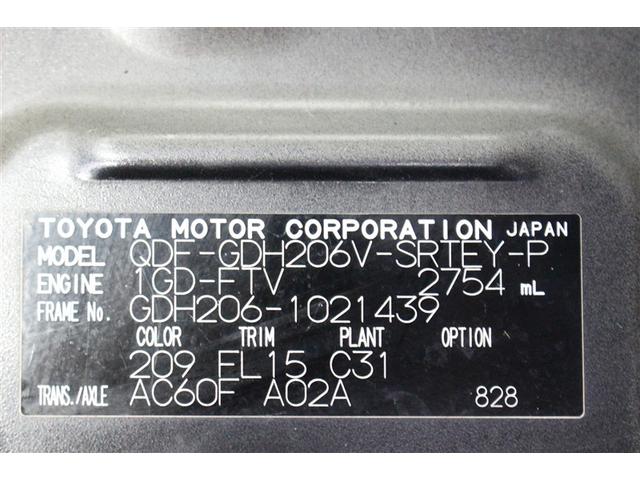 TOYOTA MOTOR CORPORATION JAPAN
MODEL QDF-GDH206V-SRTEY-P
ENGINE 1GD-FTV 2754 mL
FRAME No. GDH206-1021439
COLOR TRIM PLANT OPTION
209 FL15 C31
TRANS./AXLE AC60F A02A 828